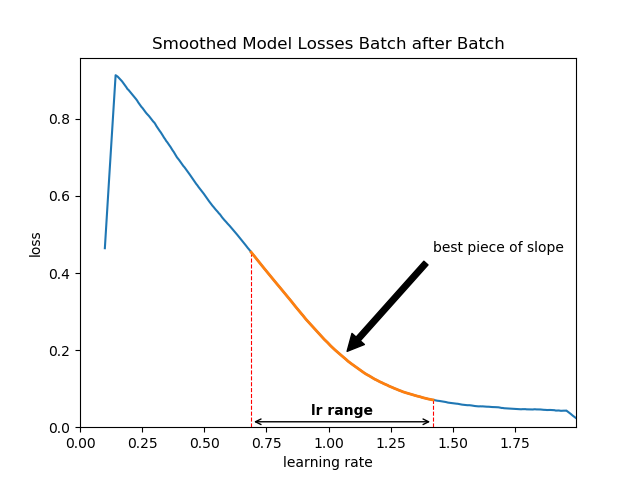 Smoothed Model Losses Batch after Batch
0.8
0.6
0.4
0.2
0.0
loss
best piece of slope
lr range
0.00 0.25 0.50 0.75 1.00 1.25 1.50 1.75
learning rate